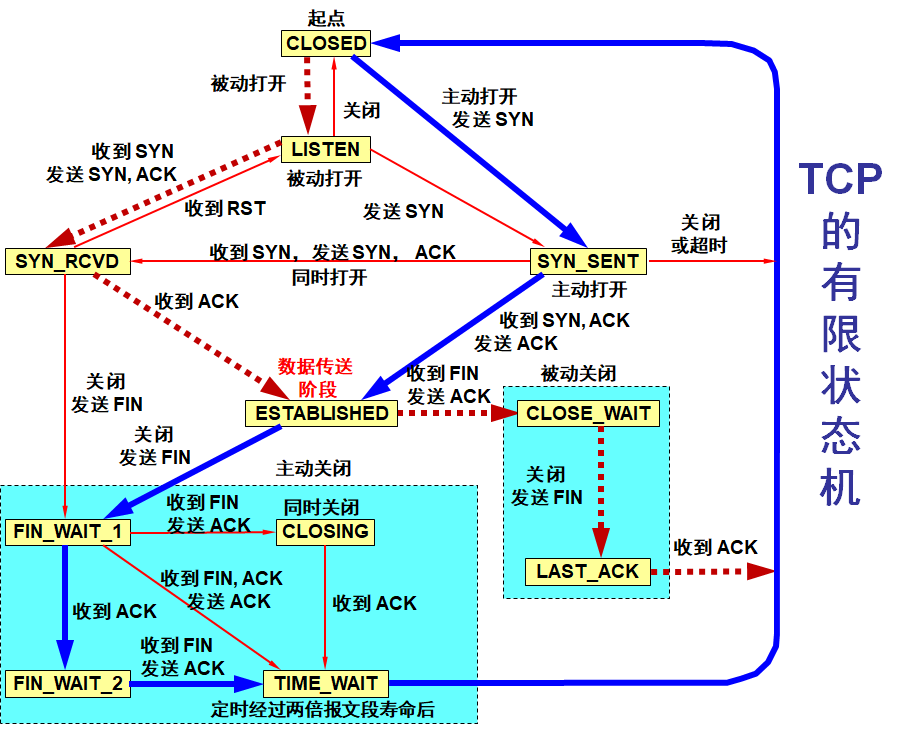 起点
CLOSED
被动打开
关闭
主动打开
发送 SYN
收到 SYN
发送 SYN, ACK
LISTEN
被动打开
收到 RST
发送 SYN
关闭
或超时
SYN_RCVD
收到 SYN，发送 SYN， ACK
同时打开
SYN_SENT
主动打开
收到 ACK
收到 SYN, ACK
发送 ACK
数据传送
阶段
关闭
发送 FIN
ESTABLISHED
收到 FIN
发送 ACK
被动关闭
CLOSE_WAIT
关闭
发送 FIN
主动关闭
关闭
发送 FIN
LAST_ACK
收到 ACK
FIN_WAIT_1
收到 FIN
发送 ACK
同时关闭
CLOSING
收到 FIN, ACK
发送 ACK
收到 ACK
收到 ACK
收到 FIN
发送 ACK
FIN_WAIT_2
TIME_WAIT
定时经过两倍报文段寿命后
TCP
的
有
限
状
态
机